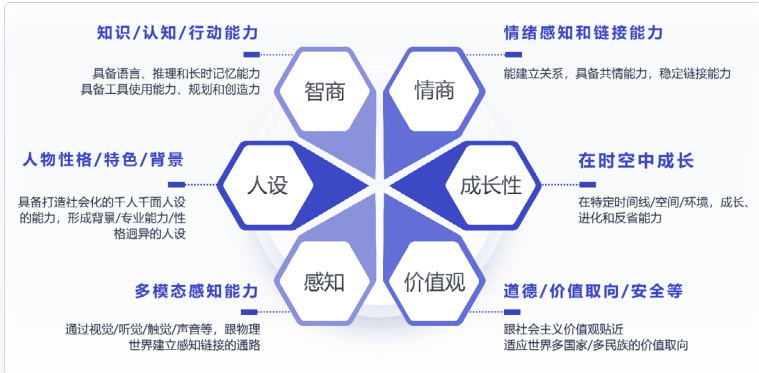 知识/认知/行动能力
具备语言、推理和长时记忆能力
具备工具使用能力、规划和创造力
智商
情绪感知和链接能力
能建立关系，具备共情能力，稳定链接能力
情商
人物性格/特色/背景
具备打造社会化的千人千面人设
的能力，形成背景/专业能力/性
格迥异的人设
人设
在时空中成长
在特定时间线/空间/环境，成长、
进化和反省能力
成长性
多模态感知能力
通过视觉/听觉/触觉/声音等，跟物理
世界建立感知链接的通路
感知
道德/价值取向/安全等
跟社会主义价值观贴近
适应世界多国家/多民族的价值取向
价值观